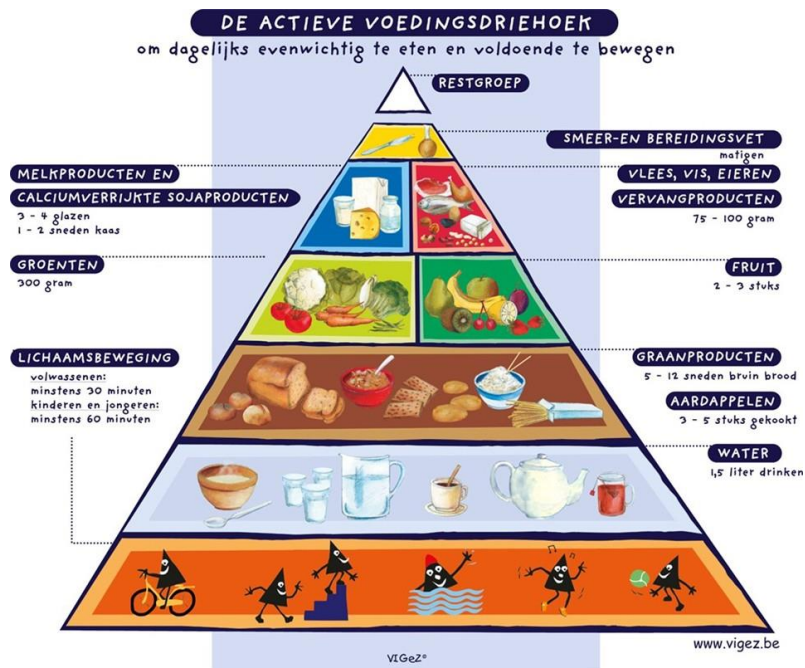 DE ACTIEVE VOEDINGSDRIEHOEK
om dagelijks evenwichtig te eten en voldoende te bewegen
RESTGROEP
SMEER-EN BEREIDINGSVET
matigen
MELKPRODUCTEN EN
CALCIUMVERRIJKTE SOJAPRODUCTEN
3 - 4 glazen
1 - 2 sneden kaas
VLEES, VIS, EIEREN
VERVANGPRODUCTEN
75 - 100 gram
GROENTEN
300 gram
FRUIT
2 - 3 stuks
LICHAAMSBEWEGING
volwassenen:
minstens 30 minuten
kinderen en jongeren:
minstens 60 minuten
GRAANPRODUCTEN
5 - 12 sneden bruin brood
AARDAPPELEN
3 - 5 stuks gekookt
WATER
1,5 liter drinken
www.vigez.be
VIGeZ®